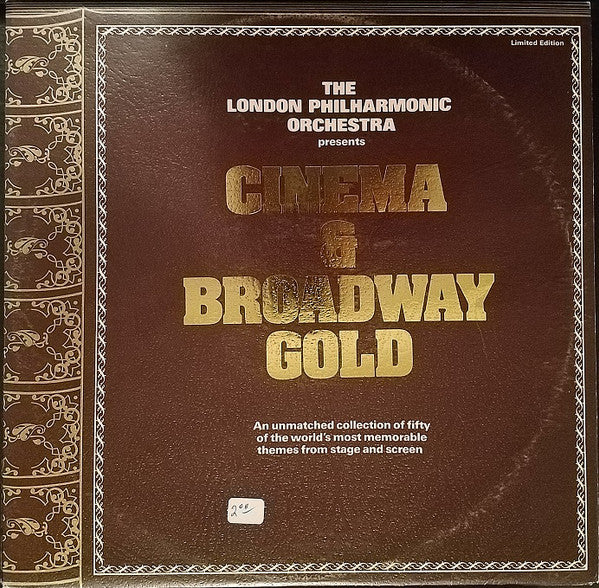 Limited Edition
THE
LONDON PHILHARMONIC
ORCHESTRA
presents
CINEMA
&
BROADWAY
GOLD
An unmatched collection of fifty
of the world's most memorable
themes from stage and screen